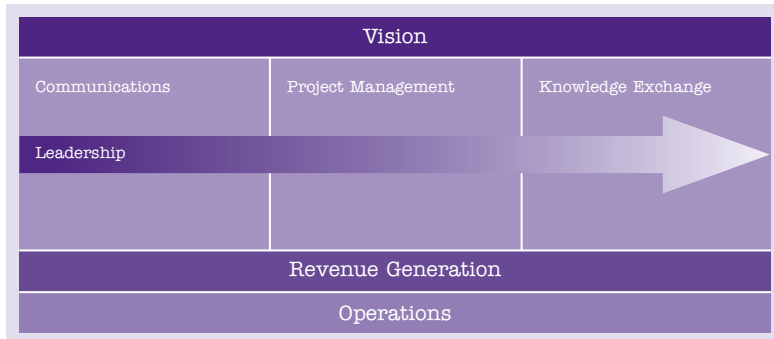 Vision
Communications
Project Management
Knowledge Exchange
Leadership
Revenue Generation
Operations